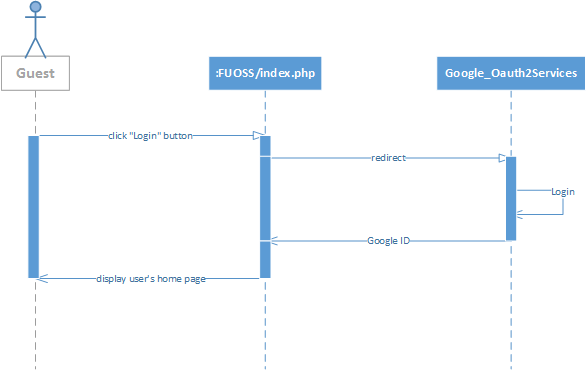 Guest
:FUOSS/index.php
Google_Oauth2Services
click "Login" button
redirect
Login
Google ID
display user's home page